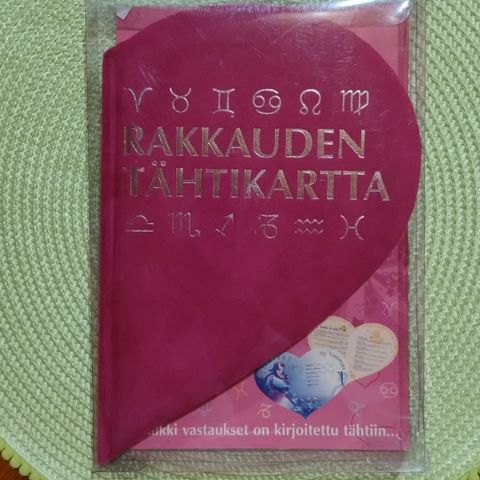 ♈ ♉ ♊ ♋ ♌ ♍
RAKKAUDEN
TÄHTIKARTTA
♎ ♏ ♐ ♑ ♒ ♓
vastaukset on kirjoitettu tähtiin...